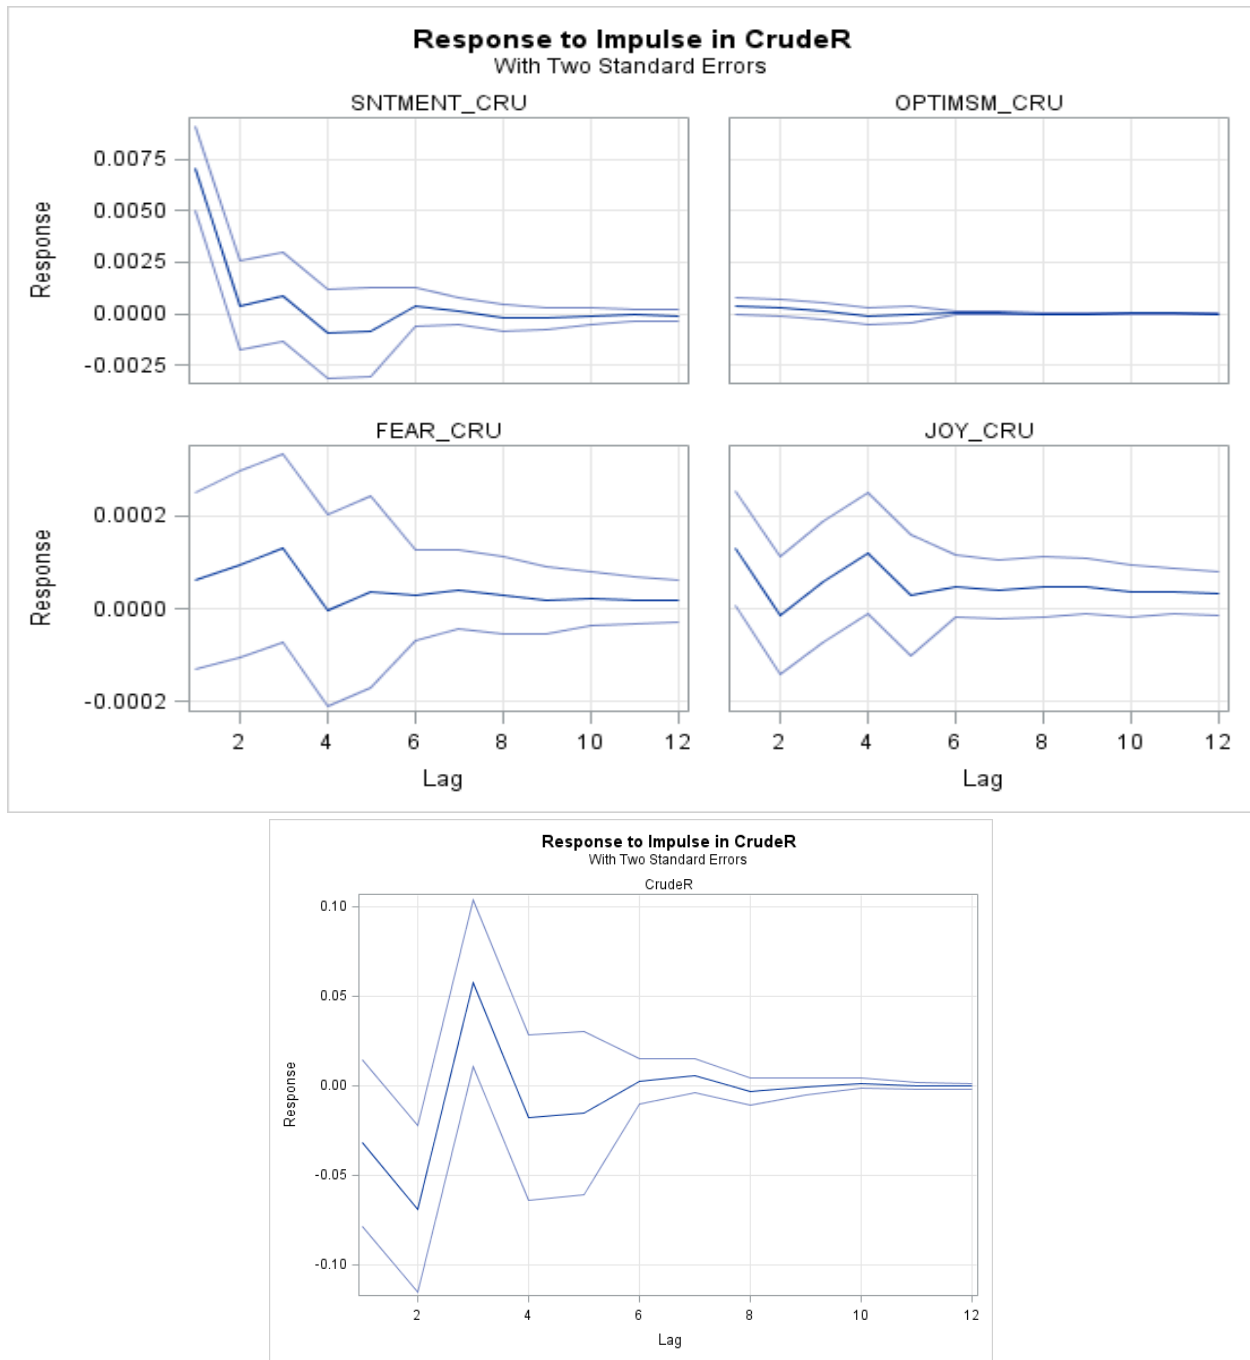 Response to Impulse in CrudeR
With Two Standard Errors
SNTMENT_CRU
OPTIMSM_CRU
Response
0.0075
0.0050
0.0025
0.0000
-0.0025
FEAR_CRU
JOY_CRU
Response
0.0002
0.0000
-0.0002
2 4 6 8 10 12
2 4 6 8 10 12
Lag
Lag
Response to Impulse in CrudeR
With Two Standard Errors
CrudeR
Response
0.10
0.05
0.00
-0.05
-0.10
2 4 6 8 10 12
Lag